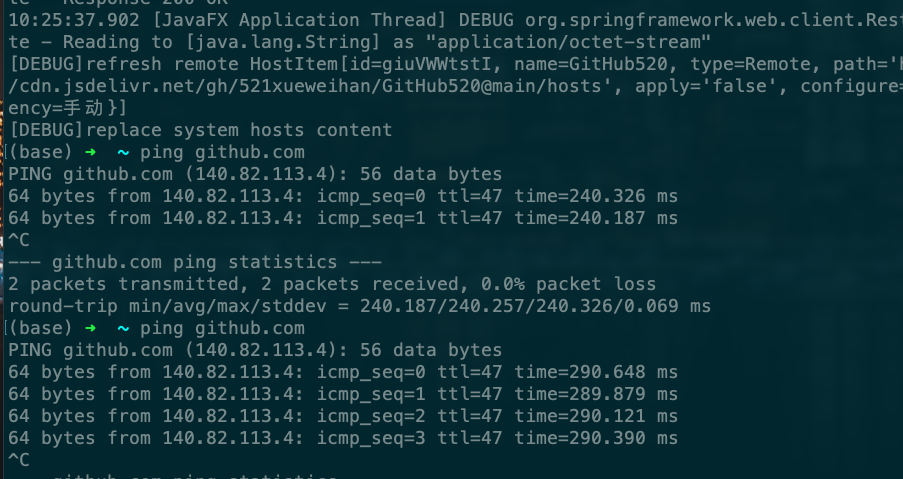 te - Response 200 OK
10:25:37.902 [JavaFX Application Thread] DEBUG org.springframework.web.client.Rest
te - Reading to [java.lang.String] as "application/octet-stream"
[DEBUG]refresh remote HostItem[id=giuVWWtstI, name=GitHub520, type=Remote, path='h
/cdn.jsdelivr.net/gh/521xueweihan/GitHub520@main/hosts', apply='false', configure=
ency=手动}]
[DEBUG]replace system hosts content
(base) ➜ ~ ping github.com
PING github.com (140.82.113.4): 56 data bytes
64 bytes from 140.82.113.4: icmp_seq=0 ttl=47 time=240.326 ms
64 bytes from 140.82.113.4: icmp_seq=1 ttl=47 time=240.187 ms
^C
--- github.com ping statistics ---
2 packets transmitted, 2 packets received, 0.0% packet loss
round-trip min/avg/max/stddev = 240.187/240.257/240.326/0.069 ms
(base) ➜ ~ ping github.com
PING github.com (140.82.113.4): 56 data bytes
64 bytes from 140.82.113.4: icmp_seq=0 ttl=47 time=290.648 ms
64 bytes from 140.82.113.4: icmp_seq=1 ttl=47 time=289.879 ms
64 bytes from 140.82.113.4: icmp_seq=2 ttl=47 time=290.121 ms
64 bytes from 140.82.113.4: icmp_seq=3 ttl=47 time=290.390 ms
^C
--- github.com ping statistics ---